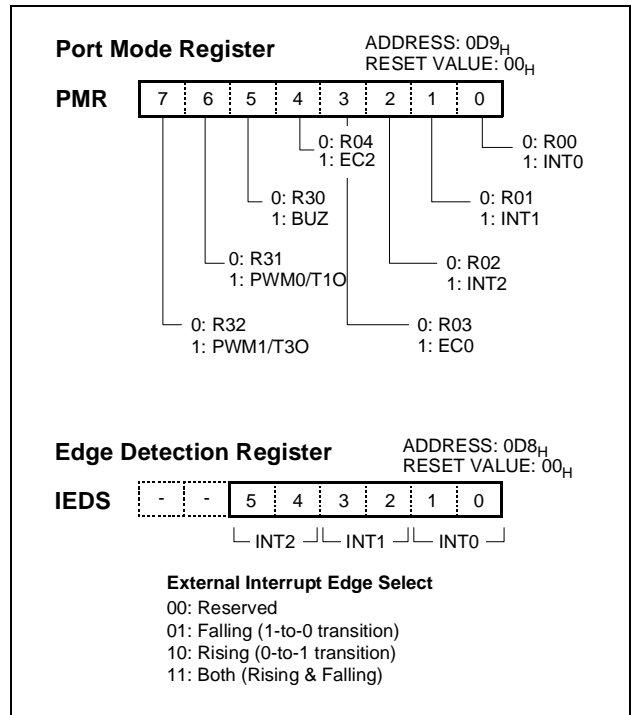 Port Mode Register
ADDRESS: 0D9H
RESET VALUE: 00H
PMR 7 6 5 4 3 2 1 0
0: R04
1: EC2
0: R00
1: INT0
0: R30
1: BUZ
0: R01
1: INT1
0: R31
1: PWM0/T1O
0: R02
1: INT2
0: R32
1: PWM1/T3O
0: R03
1: EC0
Edge Detection Register
ADDRESS: 0D8H
RESET VALUE: 00H
IEDS - - 5 4 3 2 1 0
INT2 INT1 INT0
External Interrupt Edge Select
00: Reserved
01: Falling (1-to-0 transition)
10: Rising (0-to-1 transition)
11: Both (Rising & Falling)